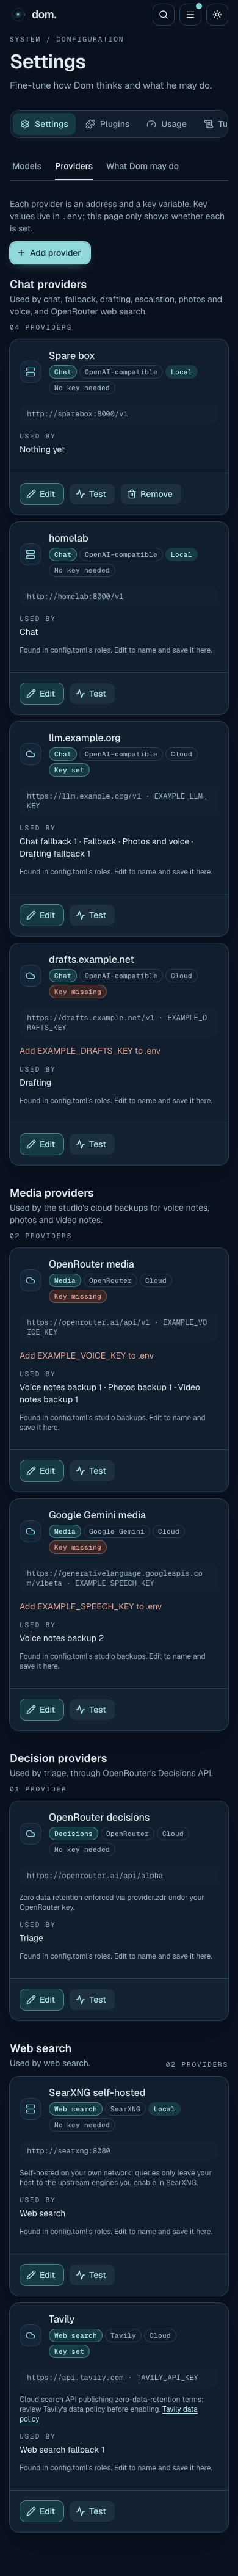 dom.
SYSTEM / CONFIGURATION
Settings
Fine-tune how Dom thinks and what he may do.
Settings
Plugins
Usage
Tu
Models
Providers
What Dom may do
Each provider is an address and a key variable. Key
values live in .env; this page only shows whether each
is set.
+ Add provider
Chat providers
Used by chat, fallback, drafting, escalation, photos and
voice, and OpenRouter web search.
04 PROVIDERS
Spare box
Chat OpenAI-compatible Local
No key needed
http://sparebox:8000/v1
USED BY
Nothing yet
Edit Test Remove
homelab
Chat OpenAI-compatible Local
No key needed
http://homelab:8000/v1
USED BY
Chat
Found in config.toml's roles. Edit to name and save it here.
Edit Test
llm.example.org
Chat OpenAI-compatible Cloud
Key set
https://llm.example.org/v1 · EXAMPLE_LLM_
KEY
USED BY
Chat fallback 1 · Fallback · Photos and voice ·
Drafting fallback 1
Found in config.toml's roles. Edit to name and save it here.
Edit Test
drafts.example.net
Chat OpenAI-compatible Cloud
Key missing
https://drafts.example.net/v1 · EXAMPLE_D
RAFTS_KEY
Add EXAMPLE_DRAFTS_KEY to .env
USED BY
Drafting
Found in config.toml's roles. Edit to name and save it here.
Edit Test
Media providers
Used by the studio's cloud backups for voice notes,
photos and video notes.
02 PROVIDERS
OpenRouter media
Media OpenRouter Cloud
Key missing
https://openrouter.ai/api/v1 · EXAMPLE_VO
ICE_KEY
Add EXAMPLE_VOICE_KEY to .env
USED BY
Voice notes backup 1 · Photos backup 1 · Video
notes backup 1
Found in config.toml's studio backups. Edit to name and
save it here.
Edit Test
Google Gemini media
Media Google Gemini Cloud
Key missing
https://generativelanguage.googleapis.co
m/v1beta · EXAMPLE_SPEECH_KEY
Add EXAMPLE_SPEECH_KEY to .env
USED BY
Voice notes backup 2
Found in config.toml's studio backups. Edit to name and
save it here.
Edit Test
Decision providers
Used by triage, through OpenRouter's Decisions API.
01 PROVIDER
OpenRouter decisions
Decisions OpenRouter Cloud
No key needed
https://openrouter.ai/api/alpha
Zero data retention enforced via provider.zdr under your
OpenRouter key.
USED BY
Triage
Found in config.toml's roles. Edit to name and save it here.
Edit Test
Web search
Used by web search.
02 PROVIDERS
SearXNG self-hosted
Web search SearXNG Local
No key needed
http://searxng:8080
Self-hosted on your own network; queries only leave your
host to the upstream engines you enable in SearXNG.
USED BY
Web search
Found in config.toml's roles. Edit to name and save it here.
Edit Test
Tavily
Web search Tavily Cloud
Key set
https://api.tavily.com · TAVILY_API_KEY
Cloud search API publishing zero-data-retention terms;
review Tavily's data policy before enabling. Tavily data
policy
USED BY
Web search fallback 1
Found in config.toml's roles. Edit to name and save it here.
Edit Test